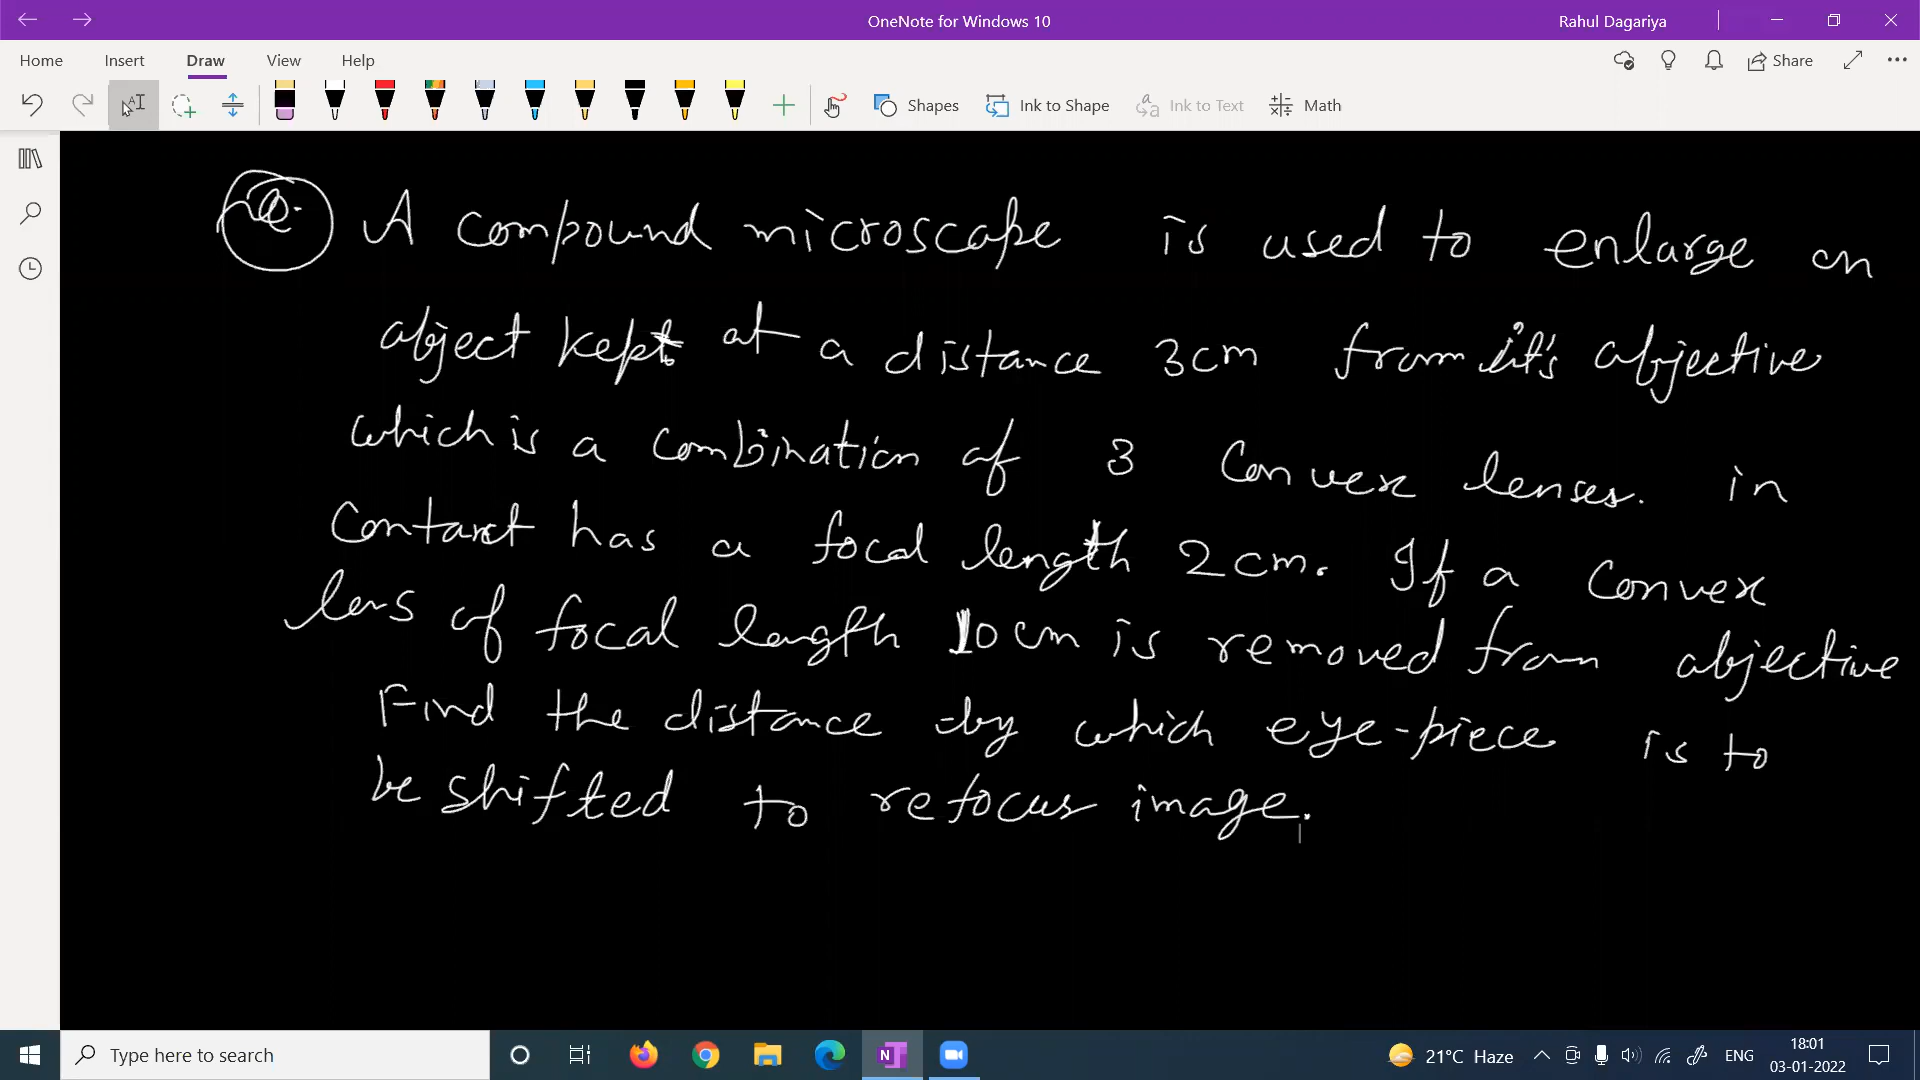 OneNote for Windows 10
Rahul Dagariya
Home Insert Draw View Help
Share
Shapes Ink to Shape Ink to Text Math
Q. A compound microscope is used to enlarge an
object kept at a distance 3cm from it's objective
which is a combination of 3 Convex lenses. in
Contact has a focal length 2cm. If a Convex
lens of focal length 10cm is removed from objective
Find the distance by which eye-piece is to
be shifted to refocus image.
Type here to search
21°C Haze
ENG
18:01
03-01-2022